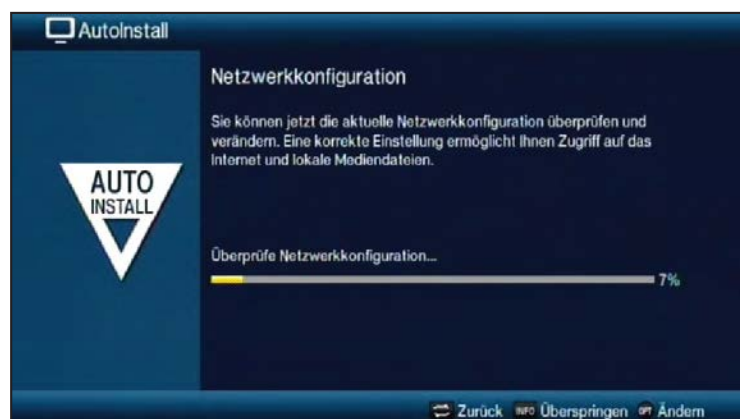 AutoInstall
Netzwerkkonfiguration
Sie können jetzt die aktuelle Netzwerkkonfiguration überprüfen und
verändern. Eine korrekte Einstellung ermöglicht Ihnen Zugriff auf das
Internet und lokale Mediendateien.
AUTO
INSTALL
Überprüfe Netzwerkkonfiguration...
7%
Zurück INFO Überspringen OPT Ändern